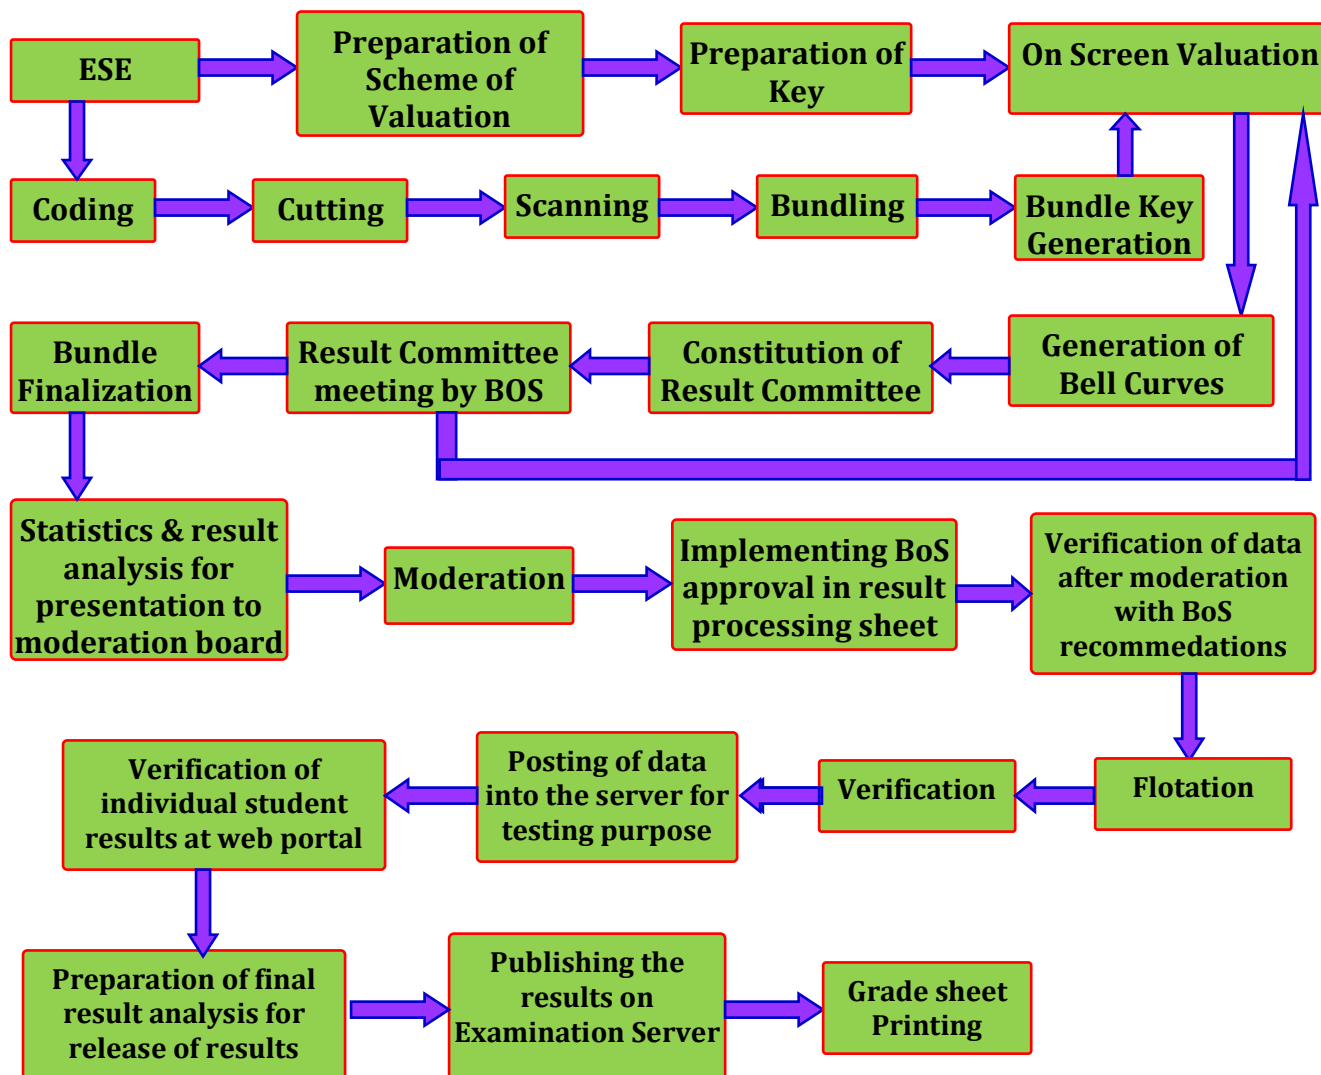 ESE
Preparation of
Scheme of
Valuation
Preparation of
Key
On Screen Valuation
Coding
Cutting
Scanning
Bundling
Bundle Key
Generation
Bundle
Finalization
Result Committee
meeting by BOS
Constitution of
Result Committee
Generation of
Bell Curves
Statistics & result
analysis for
presentation to
moderation board
Moderation
Implementing BoS
approval in result
processing sheet
Verification of data
after moderation
with BoS
recommedations
Verification of
individual student
results at web portal
Posting of data
into the server for
testing purpose
Verification
Flotation
Preparation of final
result analysis for
release of results
Publishing the
results on
Examination Server
Grade sheet
Printing